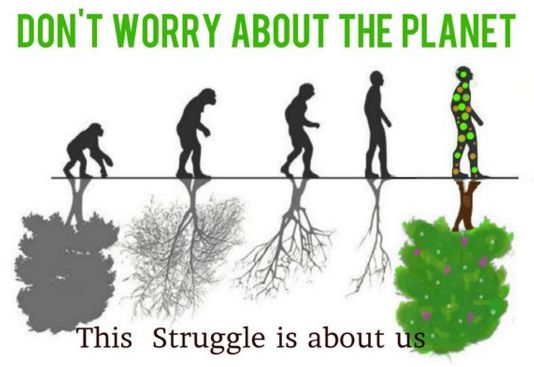 DON'T WORRY ABOUT THE PLANET
This Struggle is about us